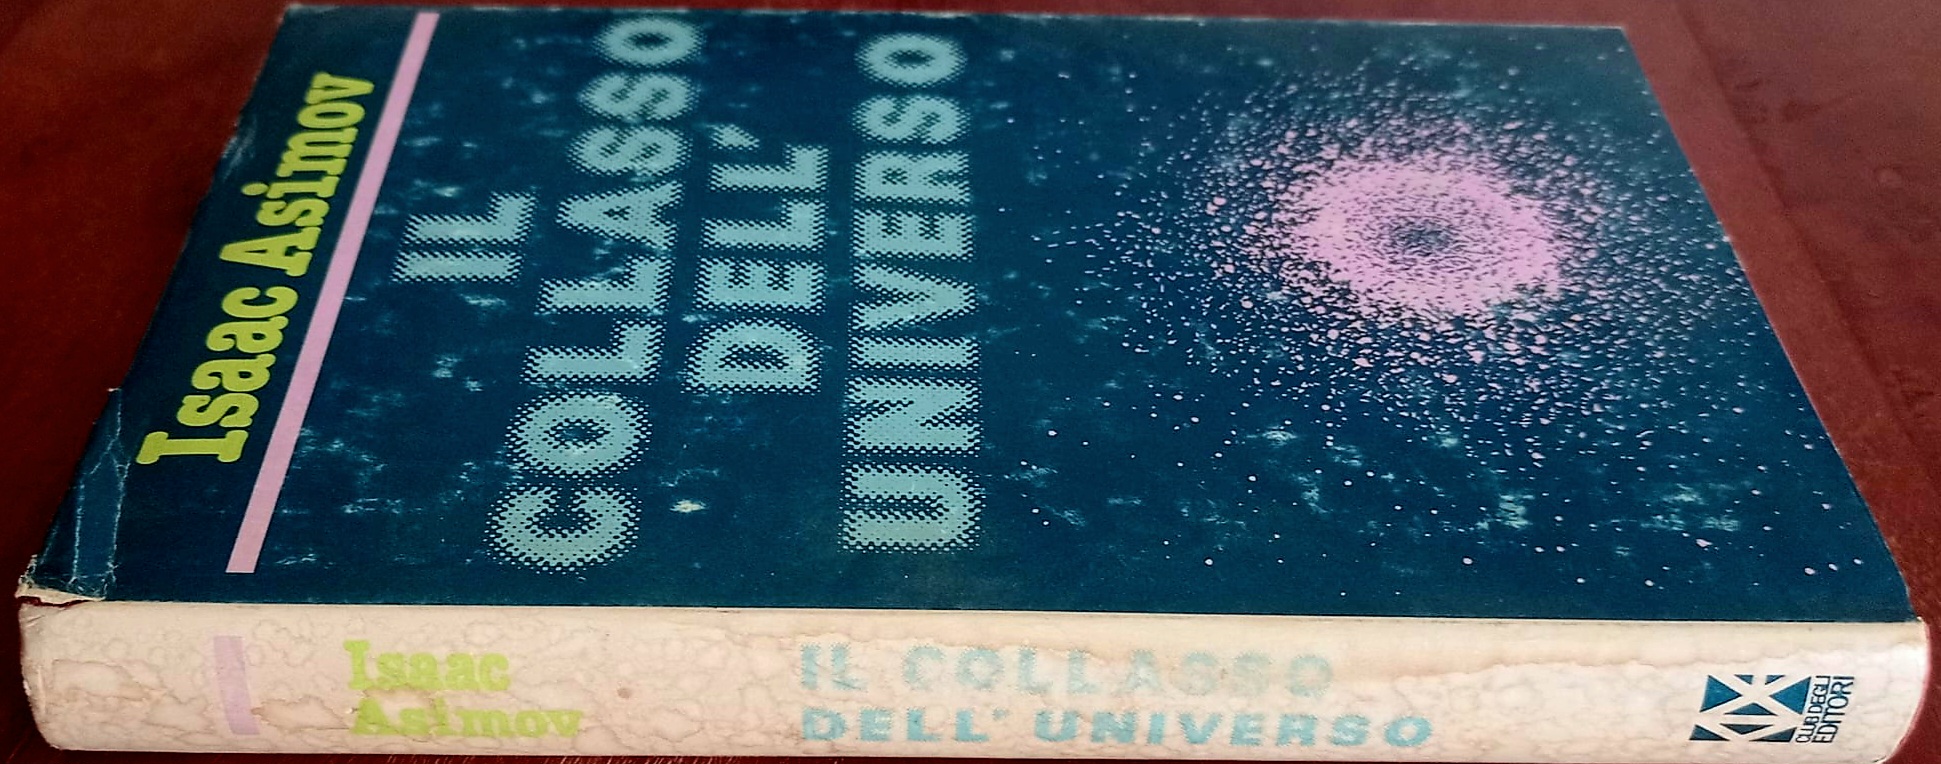 Isaac Asimov
IL
COLLASSO
DELL'
UNIVERSO
Isaac
Asimov
IL COLLASSO
DELL' UNIVERSO
CLUB DEGLI
EDITORI